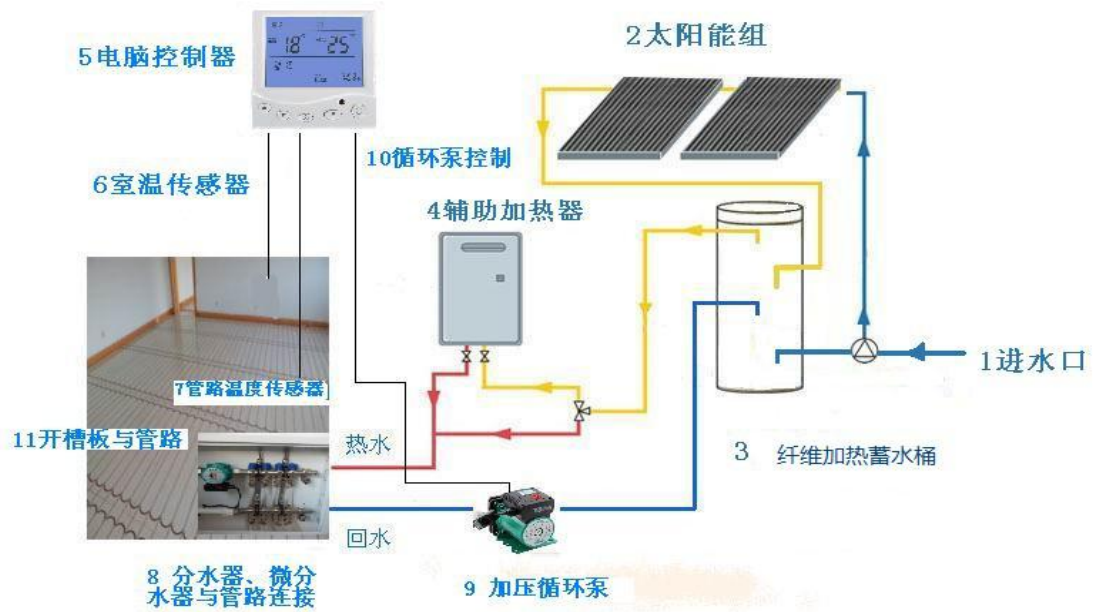 5电脑控制器
18
25
2太阳能组
10循环泵控制
6室温传感器
4辅助加热器
1进水口
7管路温度传感器
11开槽板与管路
热水
3 纤维加热蓄水桶
回水
8 分水器、微分
水器与管路连接
9 加压循环泵